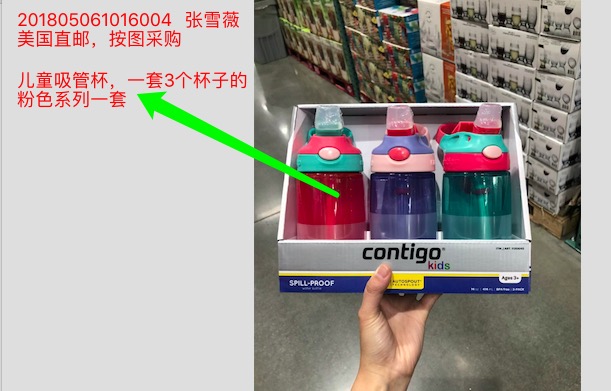 201805061016004 张雪薇
美国直邮，按图采购
儿童吸管杯，一套3个杯子的
粉色系列一套
contigo
kids
SPILL-PROOF
AUTOSPOUT
Ages 3+